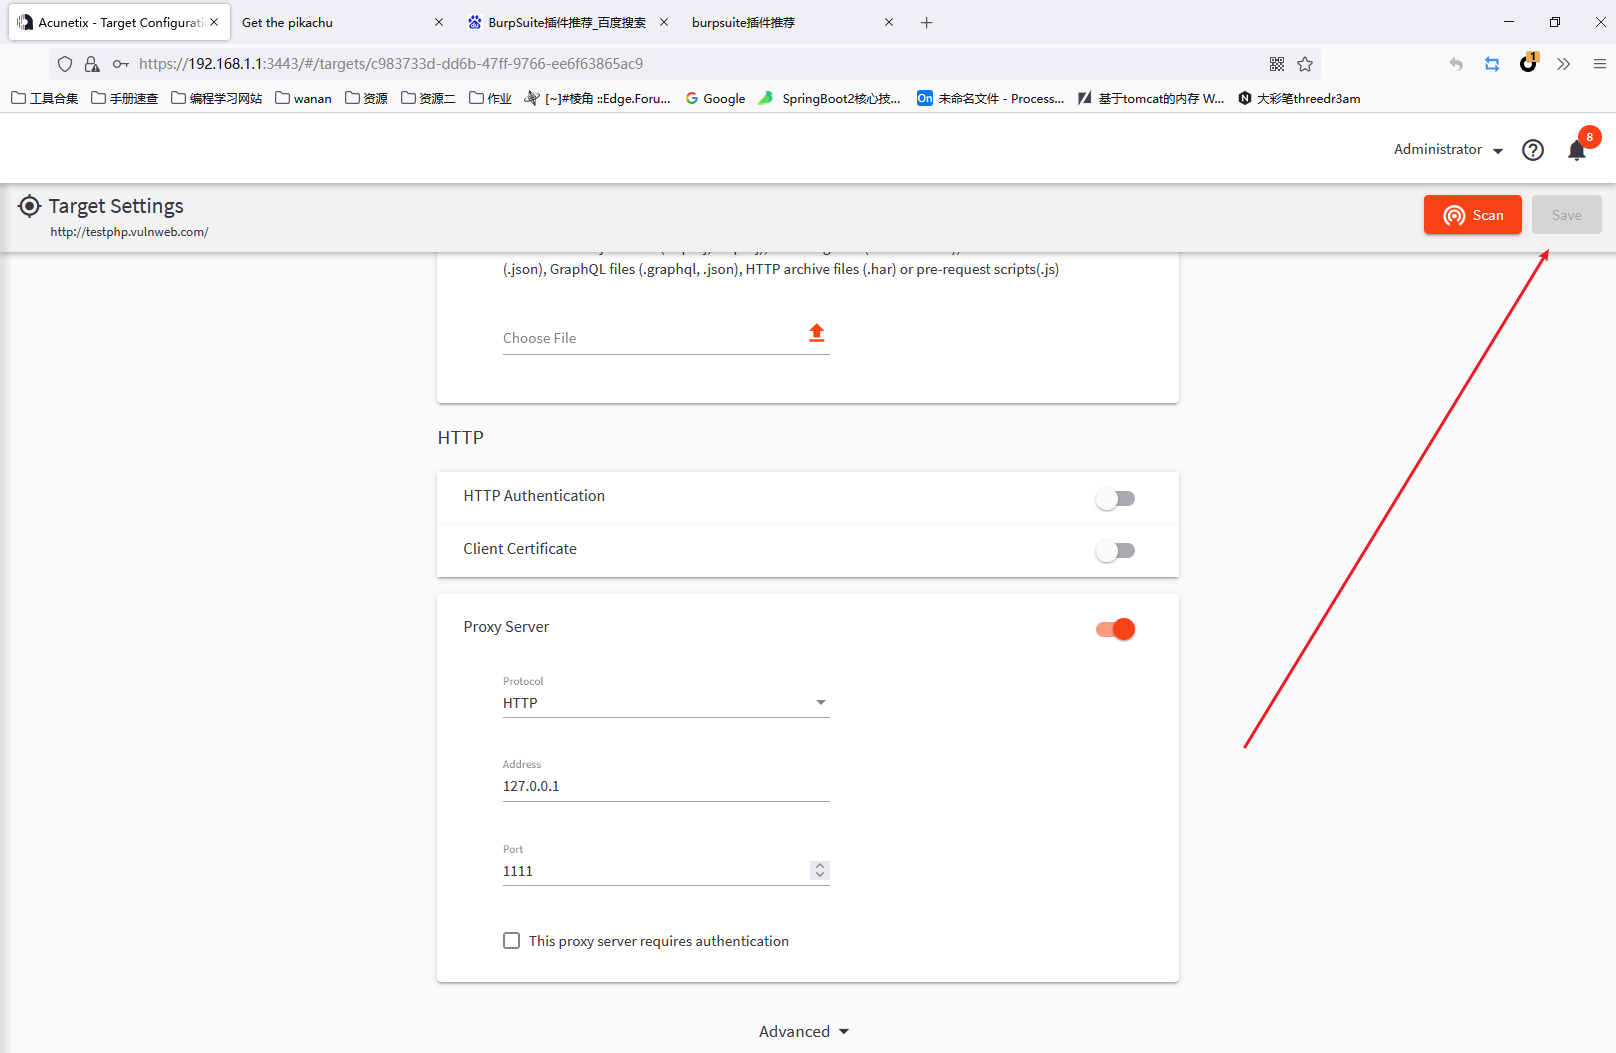 Acunetix - Target Configurati
Get the pikachu
BurpSuite插件推荐_百度搜索
burpsuite插件推荐
https://192.168.1.1:3443/#/targets/c983733d-dd6b-47ff-9766-ee6f63865ac9
1
工具合集
手册速查
编程学习网站
wanan
资源
资源二
作业
[~]#棱角 ::Edge.Foru...
Google
SpringBoot2核心技...
On
未命名文件 - Process...
基于tomcat的内存 W...
大彩笔threedr3am
Administrator
8
Target Settings
http://testphp.vulnweb.com/
Scan
Save
(.json), GraphQL files (.graphql, .json), HTTP archive files (.har) or pre-request scripts(.js)
Choose File
HTTP
HTTP Authentication
Client Certificate
Proxy Server
Protocol
HTTP
Address
127.0.0.1
Port
1111
This proxy server requires authentication
Advanced